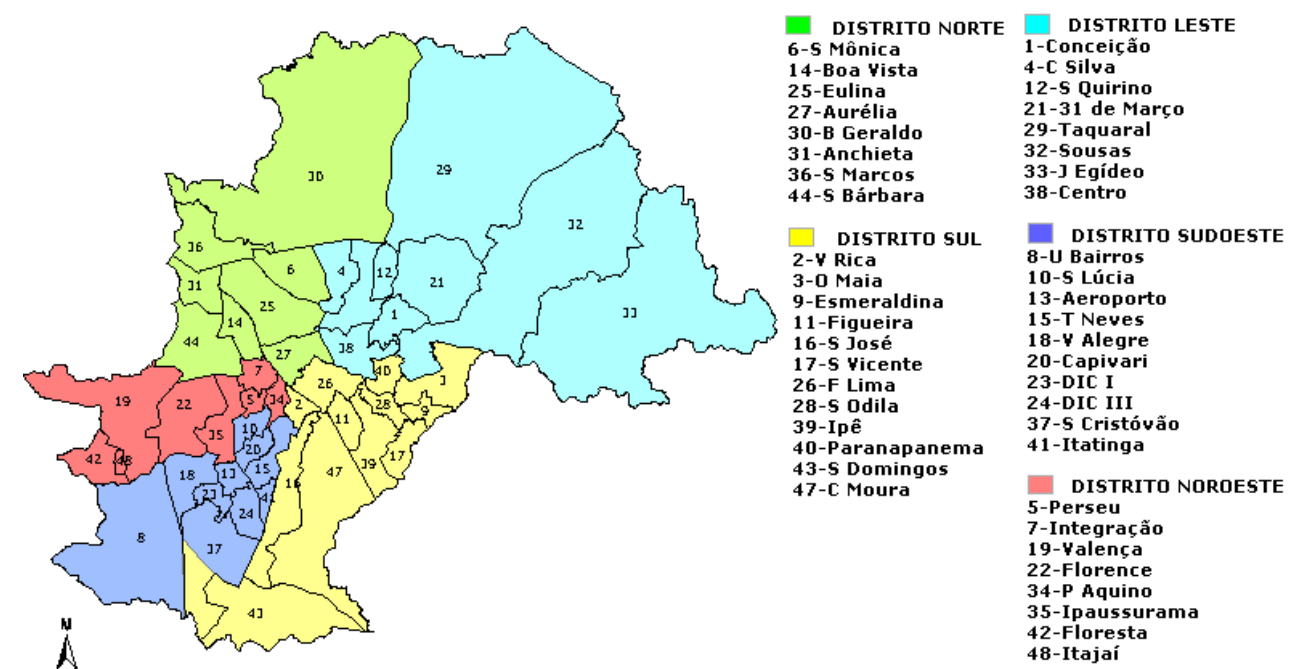 30
29
32
36
6
4
12
21
31
25
14
1
33
44
27
38
7
40
3
19
22
5
34
26
2
28
9
11
10
35
20
42
48
18
13
15
47
39
17
16
23
24
8
37
43
N
DISTRITO NORTE
6-S Mônica
14-Boa Vista
25-Eulina
27-Aurélia
30-B Geraldo
31-Anchieta
36-S Marcos
44-S Bárbara
DISTRITO SUL
2-V Rica
3-O Maia
9-Esmeraldina
11-Figueira
16-S José
17-S Vicente
26-F Lima
28-S Odila
39-Ipê
40-Paranapanema
43-S Domingos
47-C Moura
DISTRITO LESTE
1-Conceição
4-C Silva
12-S Quirino
21-31 de Março
29-Taquaral
32-Sousas
33-J Egídeo
38-Centro
DISTRITO SUDOESTE
8-U Bairros
10-S Lúcia
13-Aeroporto
15-T Neves
18-V Alegre
20-Capivari
23-DIC I
24-DIC III
37-S Cristóvão
41-Itatinga
DISTRITO NOROESTE
5-Perseu
7-Integração
19-Valença
22-Florence
34-P Aquino
35-Ipaussurama
42-Floresta
48-Itajaí